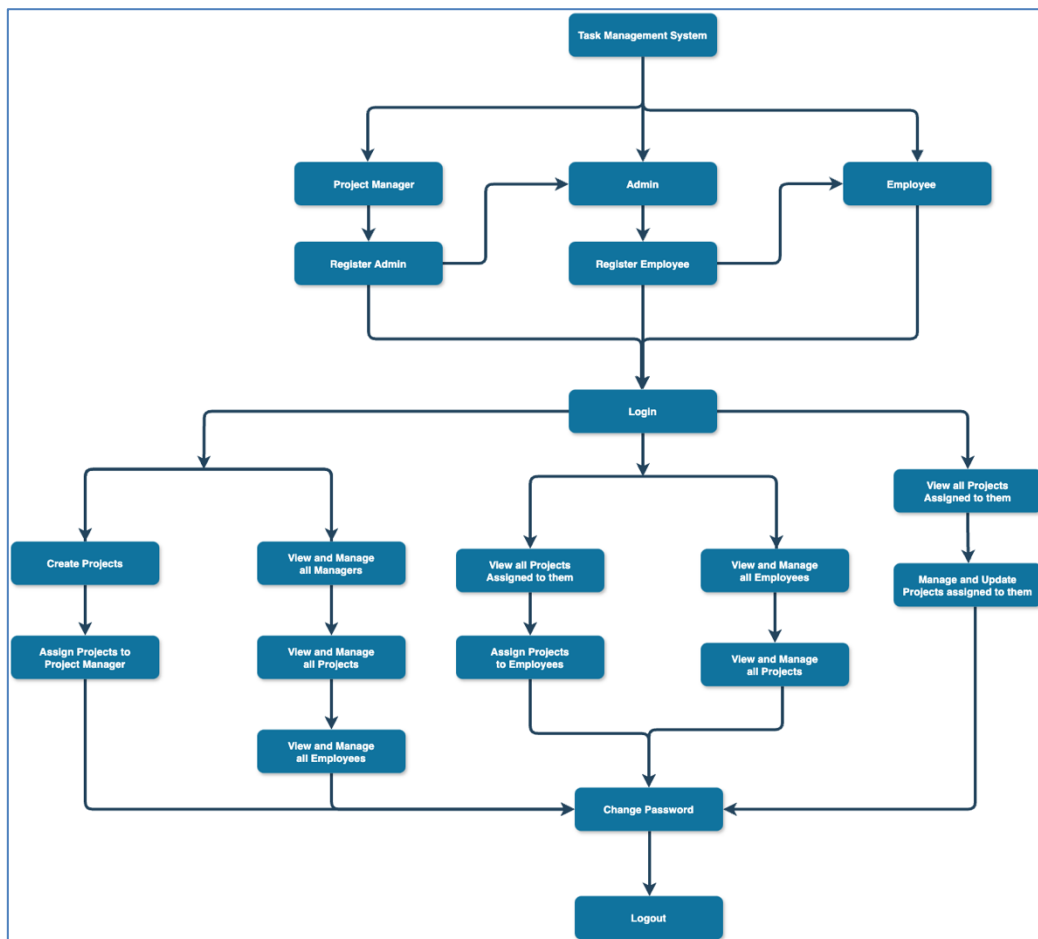 Task Management System
Project Manager
Admin
Employee
Register Admin
Register Employee
Login
View all Projects
Assigned to them
Create Projects
View and Manage
all Managers
View all Projects
Assigned to them
View and Manage
all Employees
Manage and Update
Projects assigned to them
Assign Projects to
Project Manager
View and Manage
all Projects
Assign Projects
to Employees
View and Manage
all Projects
View and Manage
all Employees
Change Password
Logout